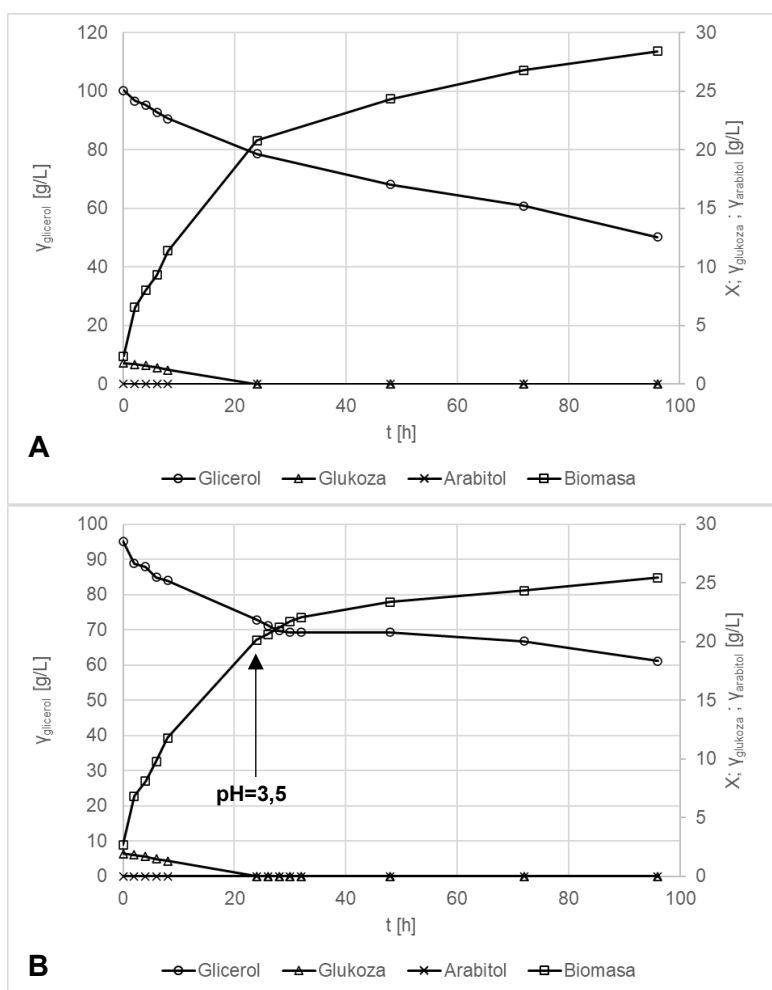 120
100
80
60
40
20
0
30
25
20
15
10
5
0
0 20 40 60 80 100
γglicerol [g/L]
X; γglukoza ; γarabitol [g/L]
t [h]
A
Glicerol Glukoza Arabitol Biomasa
100
90
80
70
60
50
40
30
20
10
0
30
25
20
15
10
5
0
pH=3,5
0 20 40 60 80 100
γglicerol [g/L]
X; γglukoza ; γarabitol [g/L]
t [h]
B
Glicerol Glukoza Arabitol Biomasa